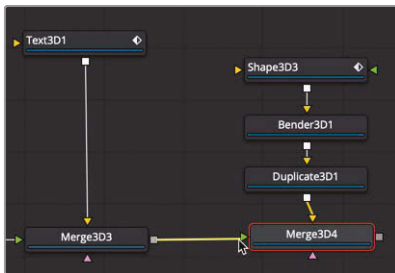 Text3D1
Shape3D3
Bender3D1
Duplicate3D1
Merge3D3
Merge3D4